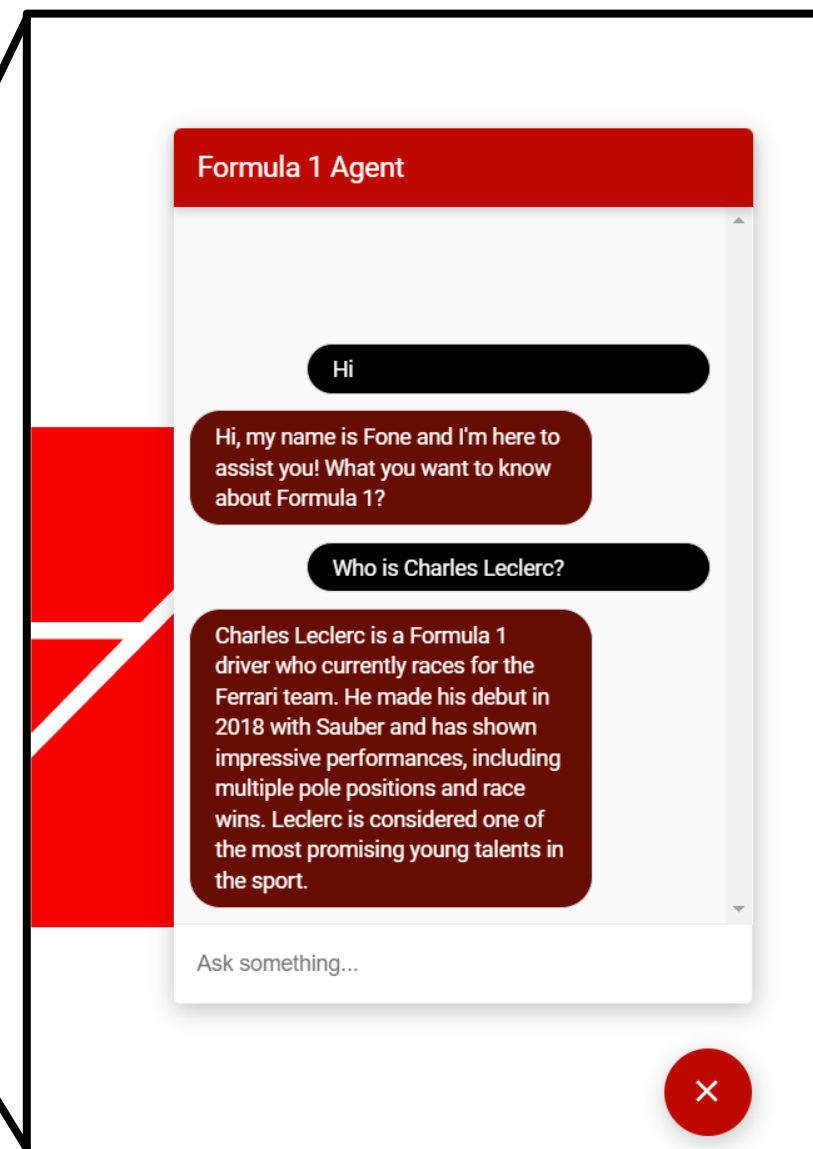 Formula 1 Agent
Hi
Hi, my name is Fone and I'm here to
assist you! What you want to know
about Formula 1?
Who is Charles Leclerc?
Charles Leclerc is a Formula 1
driver who currently races for the
Ferrari team. He made his debut in
2018 with Sauber and has shown
impressive performances, including
multiple pole positions and race
wins. Leclerc is considered one of
the most promising young talents in
the sport.
Ask something...